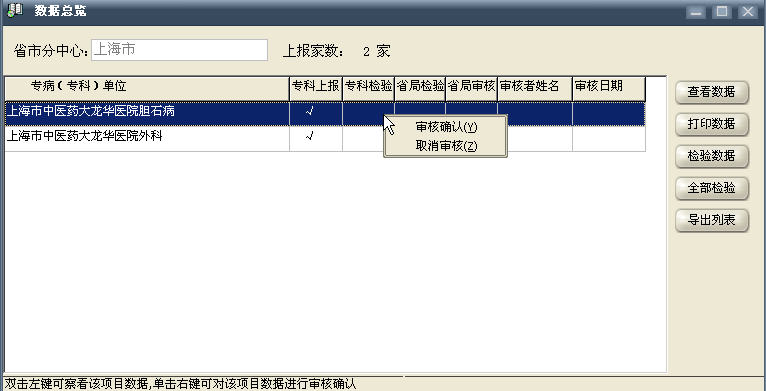 数据总览
省市分中心: 上海市 上报家数: 2 家
专病(专科)单位 专科上报 专科检验 省局检验 省局审核 审核者姓名 审核日期
上海市中医药大龙华医院胆石病 √
上海市中医药大龙华医院外科 √
审核确认(Y)
取消审核(Z)
查看数据
打印数据
检验数据
全部检验
导出列表
双击左键可察看该项目数据,单击右键可对该项目数据进行审核确认